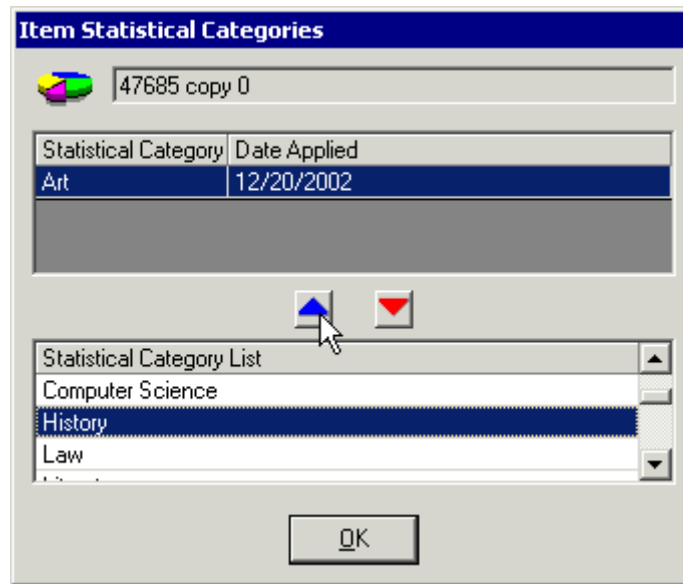 Item Statistical Categories
47685 copy 0
Statistical Category Date Applied
Art 12/20/2002
Statistical Category List
Computer Science
History
Law
OK